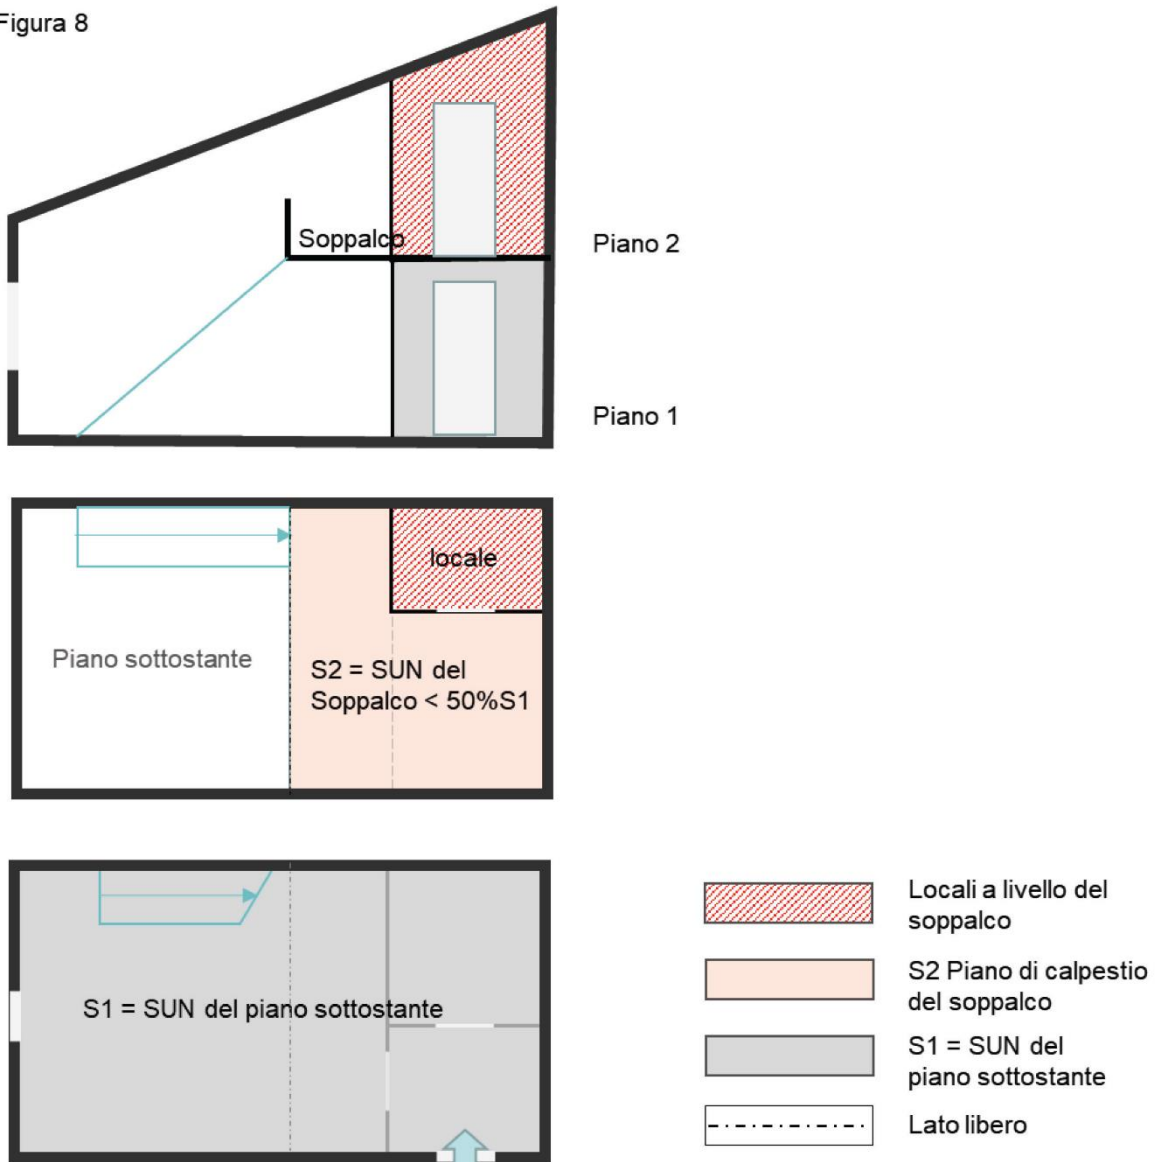 Figura 8
Soppalco
Piano 2
Piano 1
locale
Piano sottostante
S2 = SUN del
Soppalco < 50%S1
S1 = SUN del piano sottostante
Locali a livello del
soppalco
S2 Piano di calpestio
del soppalco
S1 = SUN del
piano sottostante
Lato libero